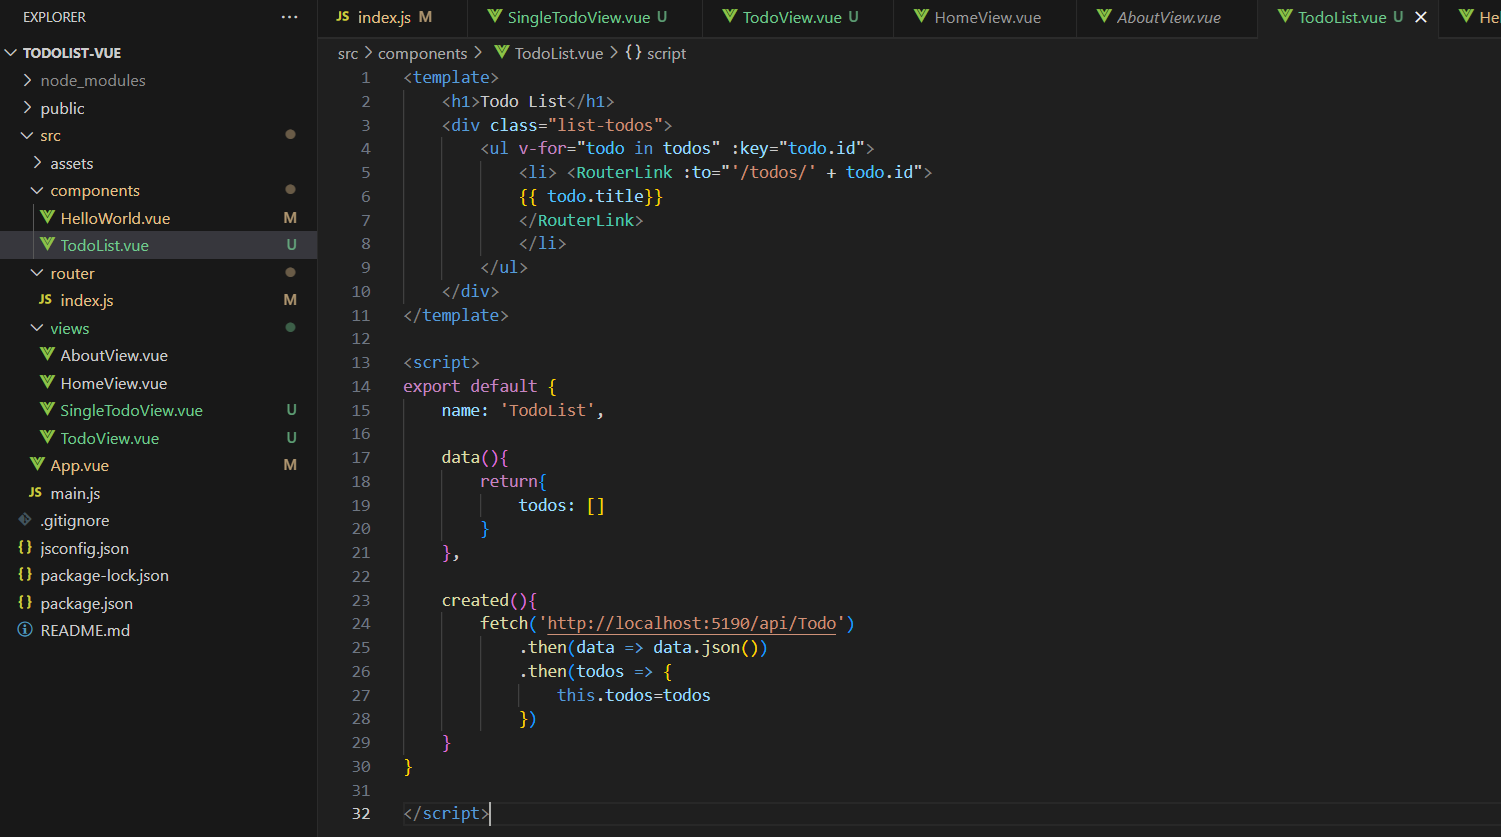 EXPLORER
TODOLIST-VUE
node_modules
public
src
assets
components
HelloWorld.vue M
TodoList.vue U
router
JS index.js M
views
AboutView.vue
HomeView.vue
SingleTodoView.vue U
TodoView.vue U
App.vue M
JS main.js
.gitignore
{} jsconfig.json
{} package-lock.json
{} package.json
README.md
JS index.js M SingleTodoView.vue U TodoView.vue U HomeView.vue AboutView.vue TodoList.vue U × Hel
src > components > TodoList.vue > {} script
1 <template>
2 <h1>Todo List</h1>
3 <div class="list-todos">
4 <ul v-for="todo in todos" :key="todo.id">
5 <li> <RouterLink :to="'/todos/' + todo.id">
6 {{ todo.title}}
7 </RouterLink>
8 </li>
9 </ul>
10 </div>
11 </template>
12
13 <script>
14 export default {
15 name: 'TodoList',
16
17 data(){
18 return{
19 todos: []
20 }
21 },
22
23 created(){
24 fetch('http://localhost:5190/api/Todo')
25 .then(data => data.json())
26 .then(todos => {
27 this.todos=todos
28 })
29 }
30 }
31
32 </script>